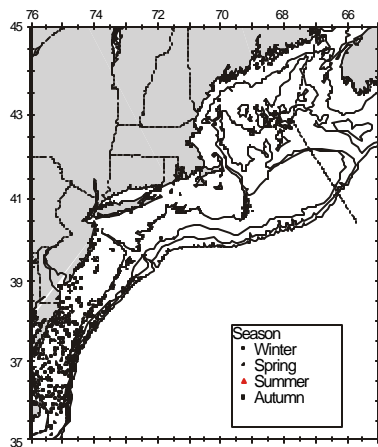 76 74 72 70 68 66
45
43
41
39
37
35
Season
Winter
Spring
Summer
Autumn